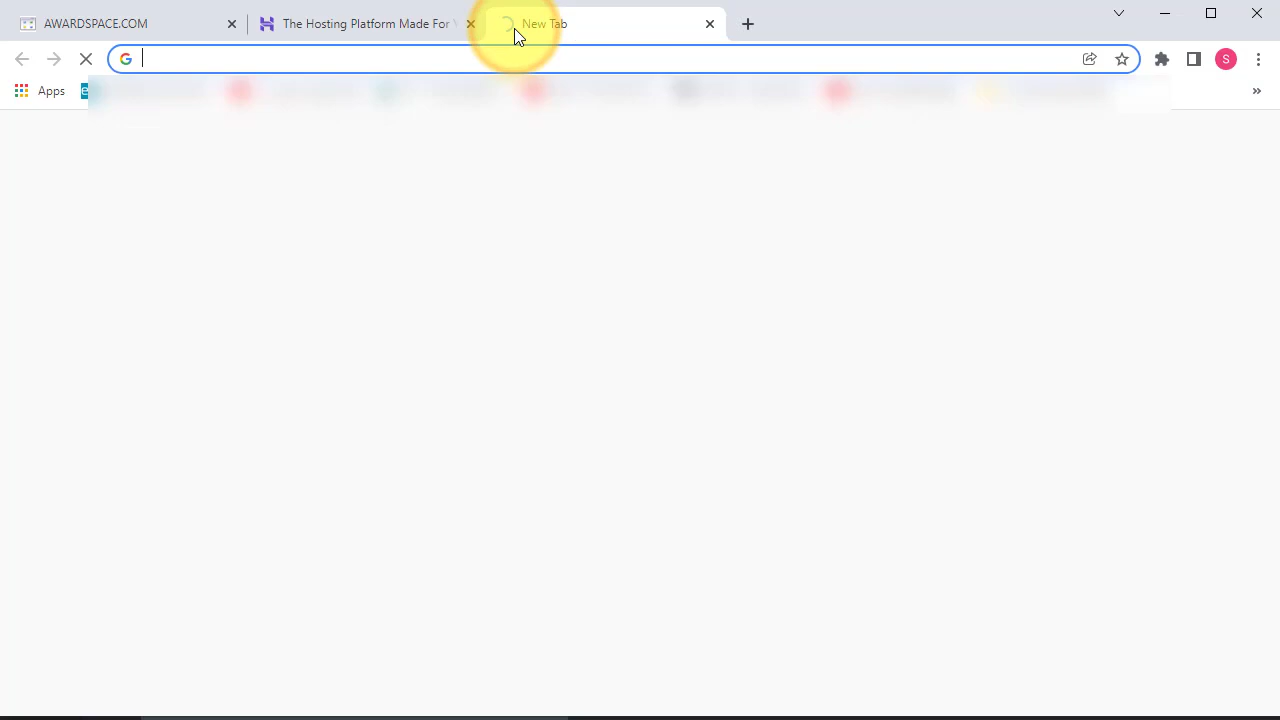 AWARDSPACE.COM
The Hosting Platform Made For
New Tab
S
Apps
e